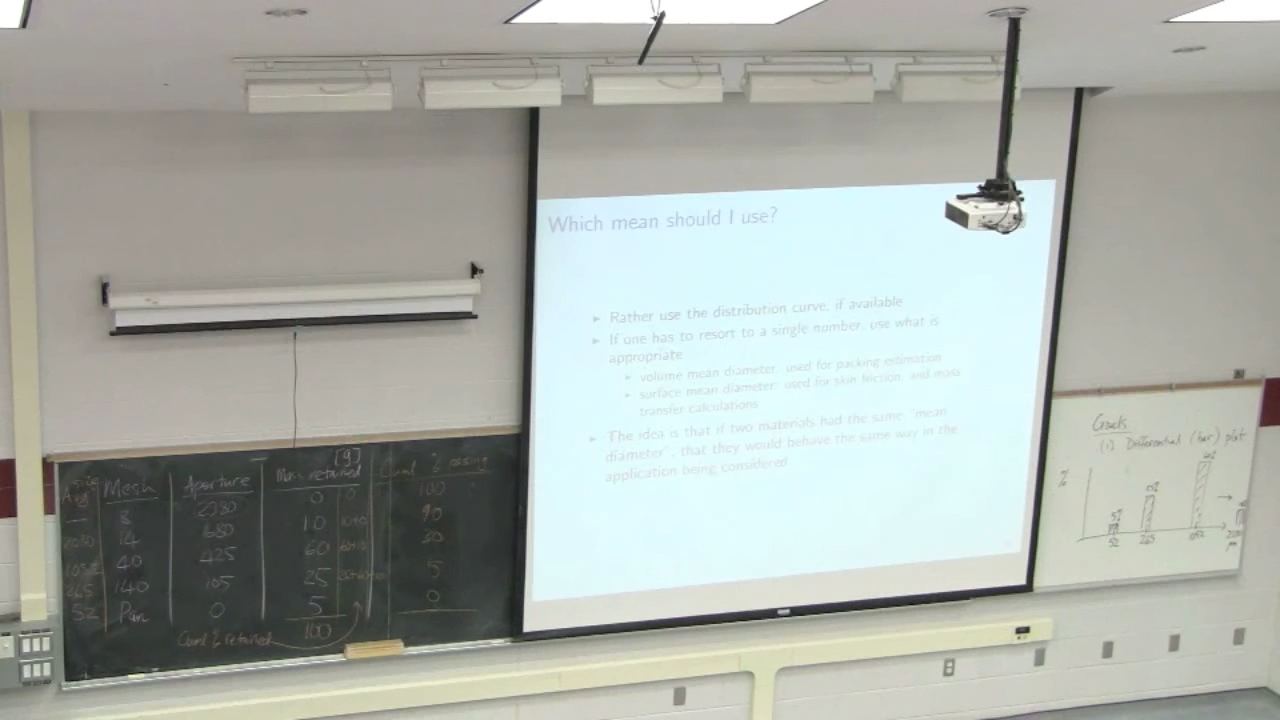 Which mean should I use?
Rather use the distribution curve, if available
If one has to resort to a single number, use what is
appropriate
volume mean diameter: used for packing estimation
surface mean diameter: used for skin friction, and mass
transfer calculations
The idea is that if two materials had the same "mean
diameter", that they would behave the same way in the
application being considered
[g]
Mesh Aperture Mass retained
8 2380 0 0 100
14 1680 10 90
40 425 60 30
265 140 105 25 5
52 Pan 0 5 0
100
Cuml % retained
Goals
(1) Differential (bar) plot
%
52 265